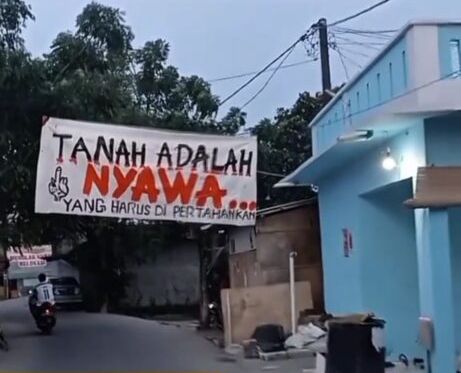 TANAH ADALAH
NYAWA...
YANG HARUS DI PERTAHANKAN